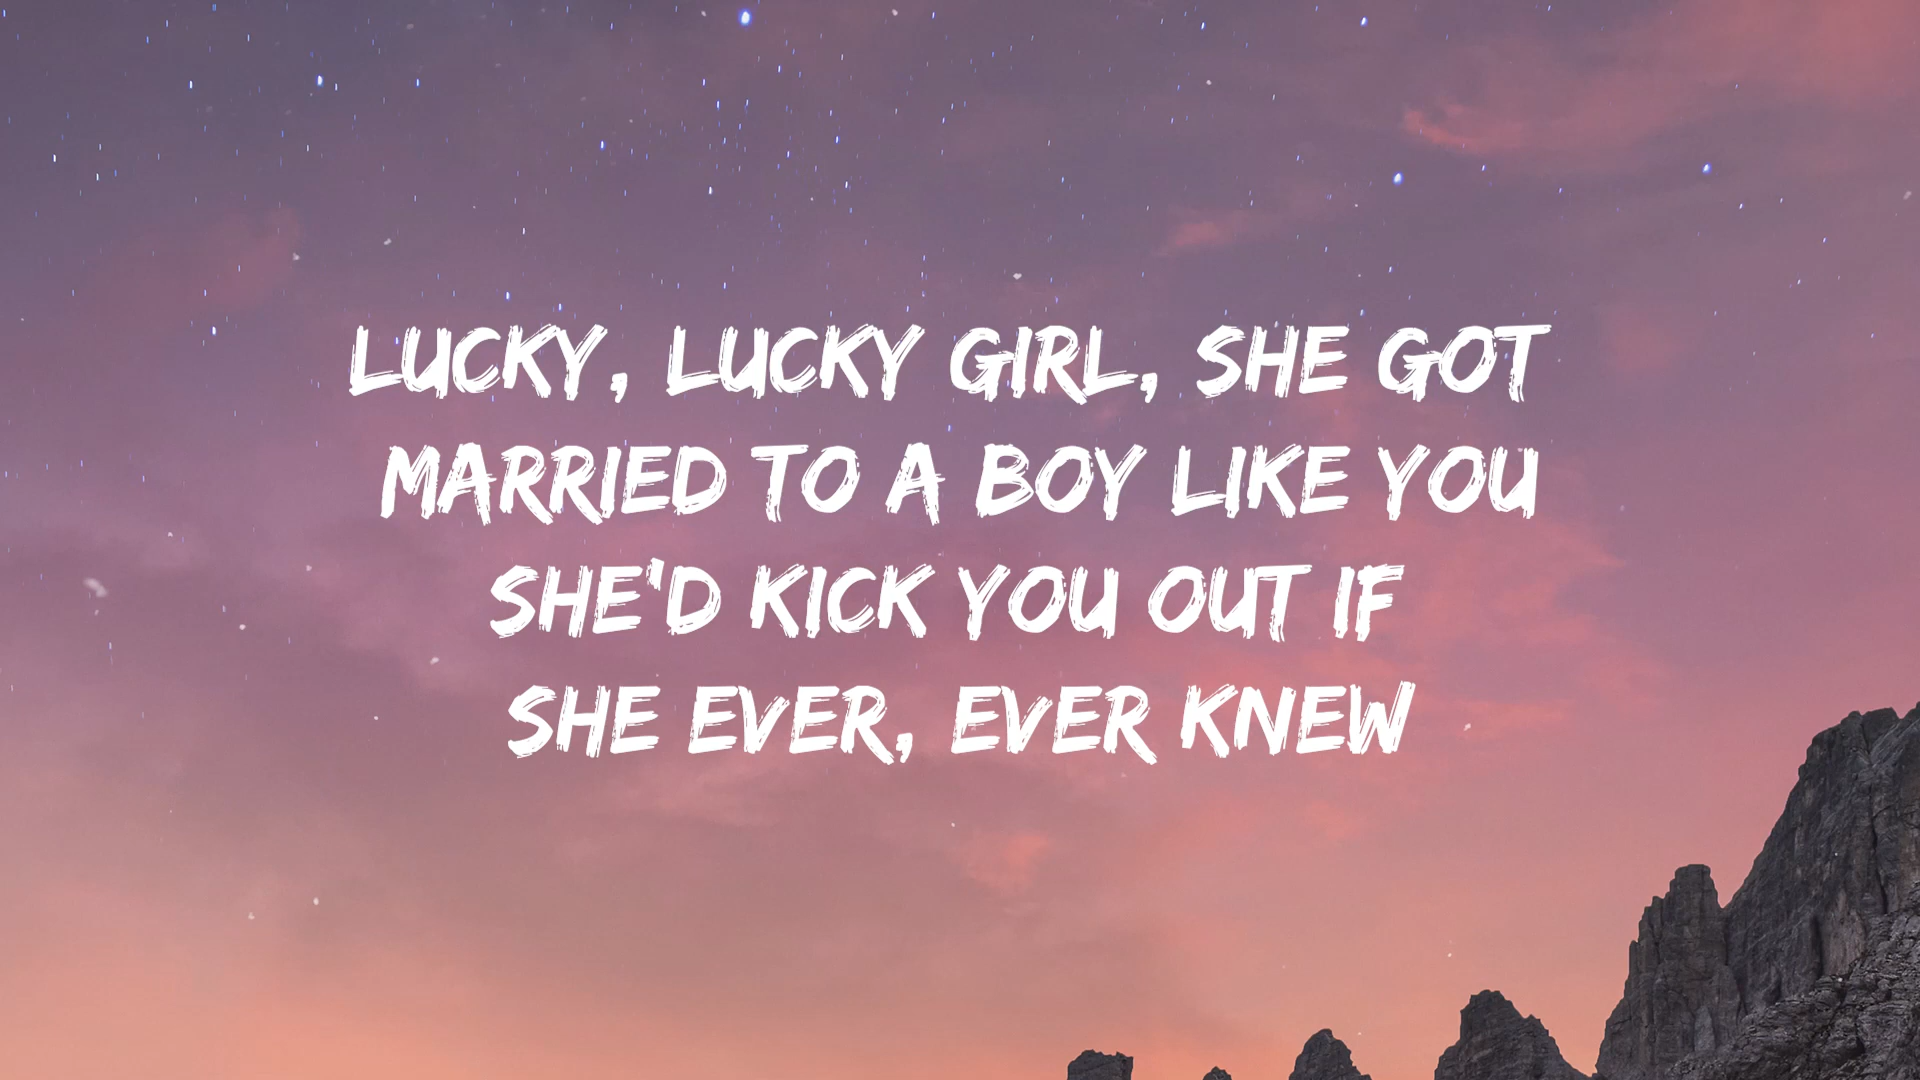 LUCKY, LUCKY GIRL, SHE GOT
MARRIED TO A BOY LIKE YOU
SHE'D KICK YOU OUT IF
SHE EVER, EVER KNEW